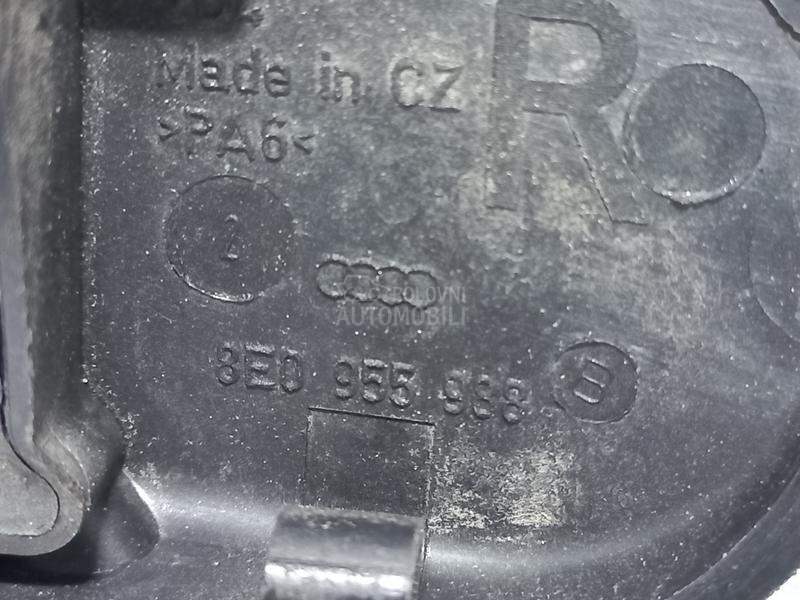 Made in CZ
>PA6<
R
2
POLOVNI
AUTOMOBILI
8E0 955 988